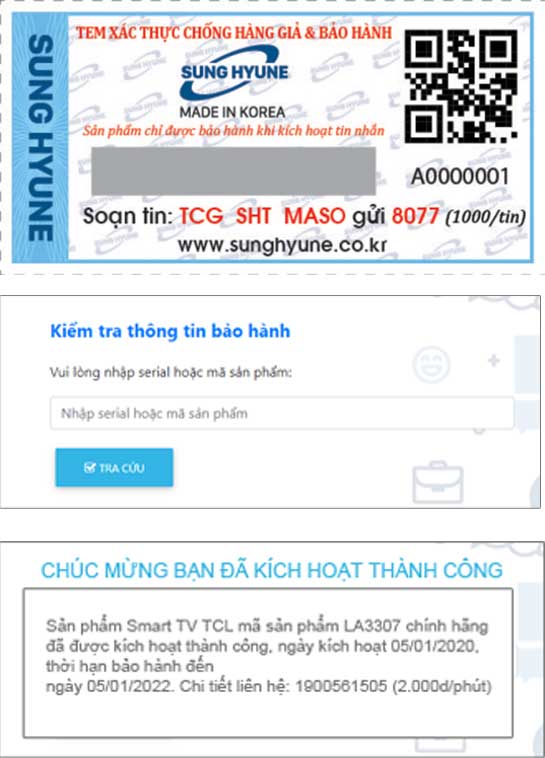 SUNG HYUNE
TEM XÁC THỰC CHỐNG HÀNG GIẢ & BẢO HÀNH
SUNG HYUNE
MADE IN KOREA
Sản phẩm chỉ được bảo hành khi kích hoạt tin nhắn
A0000001
Soạn tin: TCG SHT MASO gửi 8077 (1000/tin)
www.sunghyune.co.kr
Kiểm tra thông tin bảo hành
Vui lòng nhập serial hoặc mã sản phẩm:
Nhập serial hoặc mã sản phẩm
TRA CỨU
CHÚC MỪNG BẠN ĐÃ KÍCH HOẠT THÀNH CÔNG
Sản phẩm Smart TV TCL mã sản phẩm LA3307 chính hãng
đã được kích hoạt thành công, ngày kích hoạt 05/01/2020,
thời hạn bảo hành đến
ngày 05/01/2022. Chi tiết liên hệ: 1900561505 (2.000d/phút)